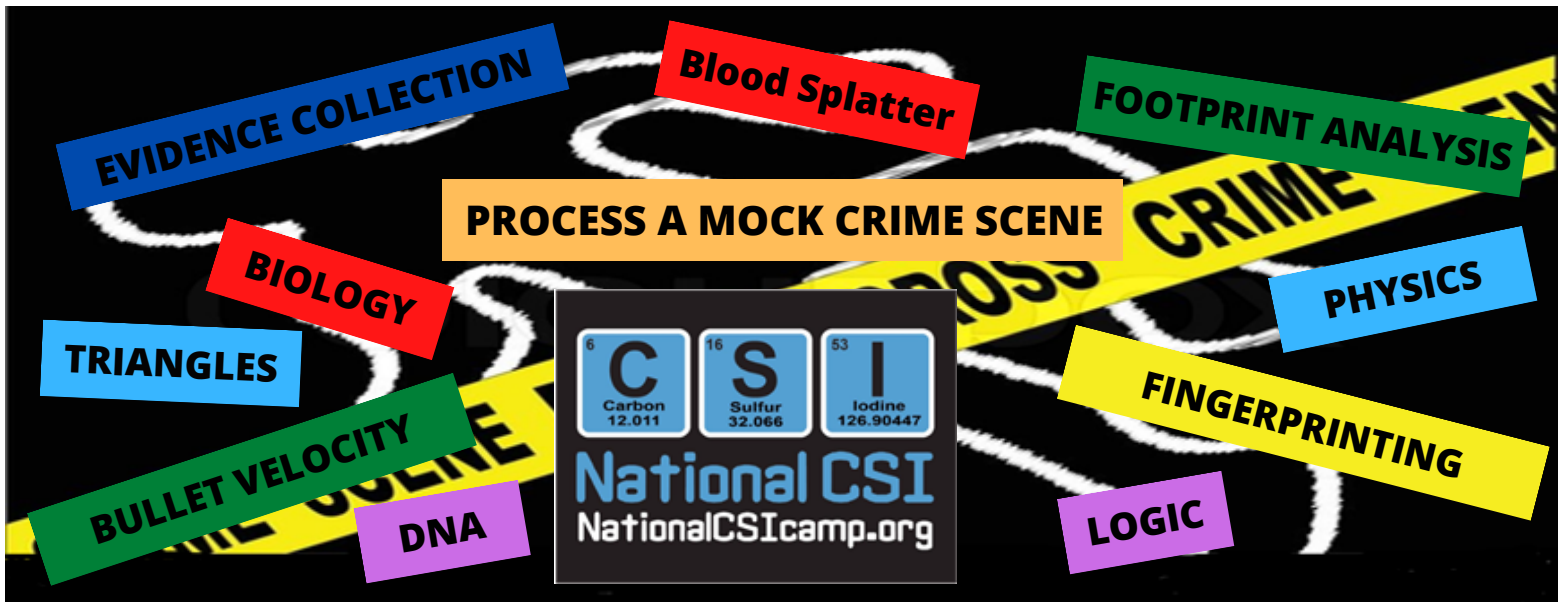 EVIDENCE COLLECTION
Blood Splatter
FOOTPRINT ANALYSIS
PROCESS A MOCK CRIME SCENE
CRIME
BIOLOGY
PHYSICS
TRIANGLES
FINGERPRINTING
BULLET VELOCITY
DNA
LOGIC
6 16 53
C S I
Carbon Sulfur Iodine
12.011 32.066 126.90447
National CSI
NationalCSIcamp.org